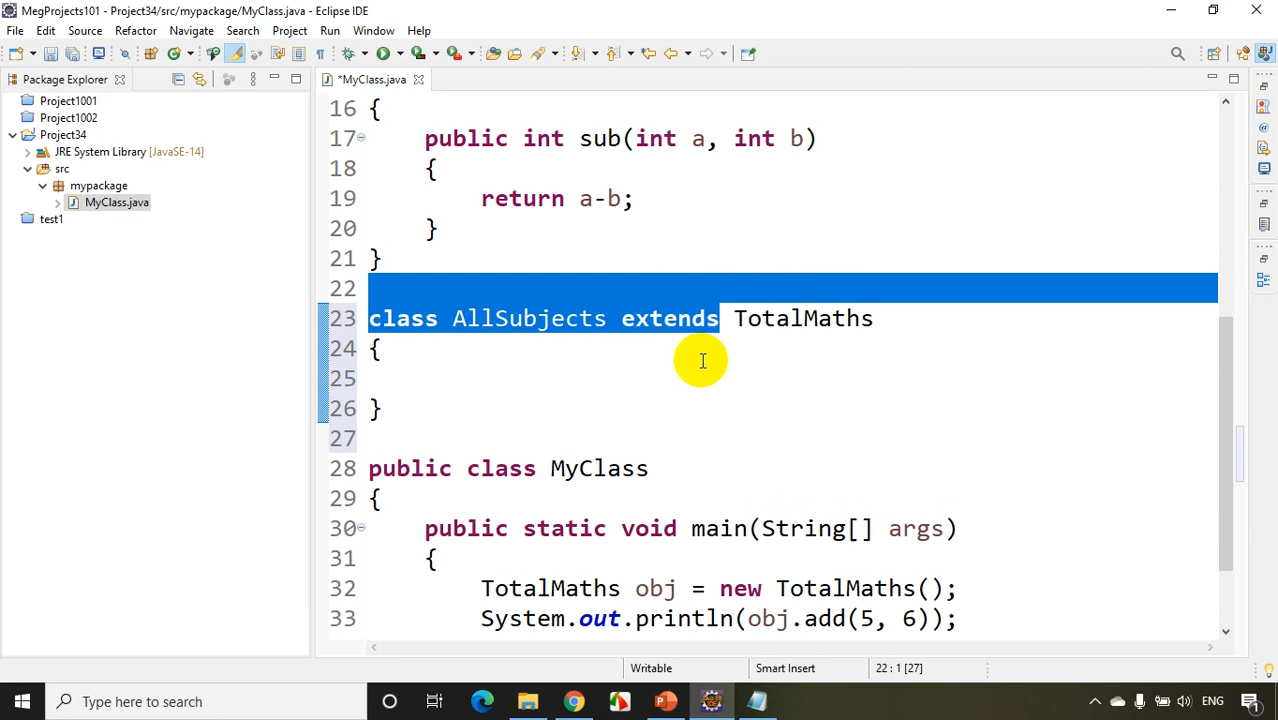 MegProjects101 - Project34/src/mypackage/MyClass.java - Eclipse IDE
File Edit Source Refactor Navigate Search Project Run Window Help
Package Explorer
*MyClass.java
Project1001
Project1002
Project34
JRE System Library [JavaSE-14]
src
mypackage
MyClass.java
test1
16 {
17 public int sub(int a, int b)
18 {
19 return a-b;
20 }
21 }
22
23 class AllSubjects extends TotalMaths
24 {
25
26 }
27
28 public class MyClass
29 {
30 public static void main(String[] args)
31 {
32 TotalMaths obj = new TotalMaths();
33 System.out.println(obj.add(5, 6));
Writable Smart Insert 22 : 1 [27]
Type here to search
ENG
1